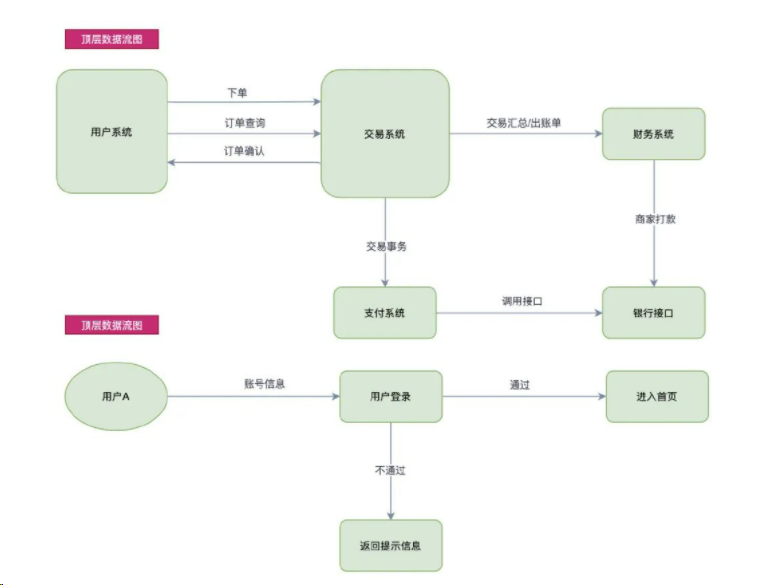 顶层数据流图
用户系统
下单
订单查询
订单确认
交易系统
交易汇总/出账单
财务系统
交易事务
商家打款
支付系统
调用接口
银行接口
顶层数据流图
用户A
账号信息
用户登录
通过
进入首页
不通过
返回提示信息